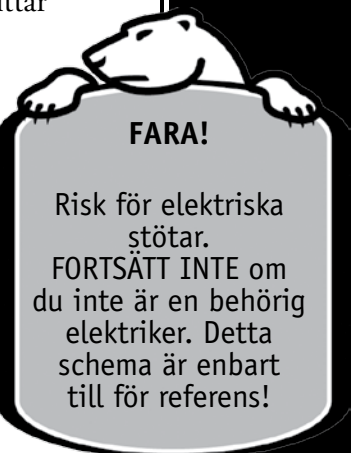 FARA!
Risk för elektriska
stötar.
FORTSÄTT INTE om
du inte är en behörig
elektriker. Detta
schema är enbart
till för referens!